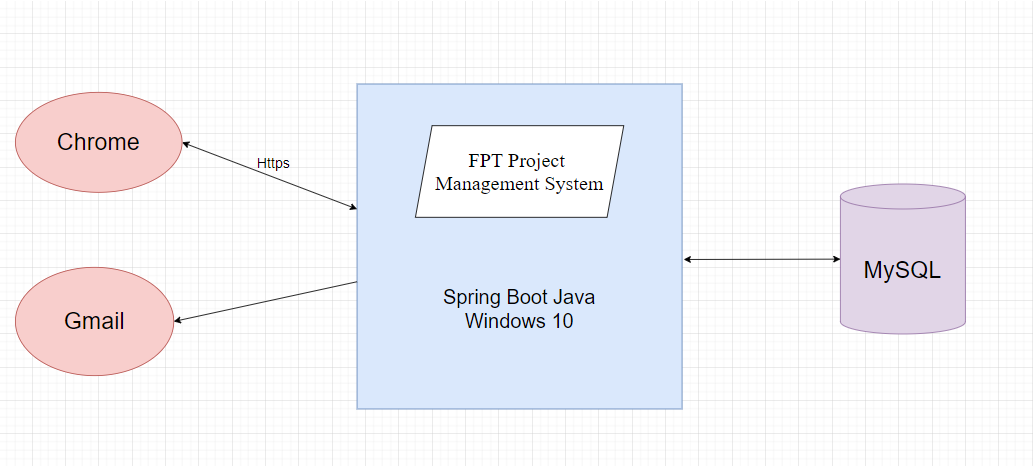 Chrome
Https
FPT Project
Management System
Gmail
Spring Boot Java
Windows 10
MySQL